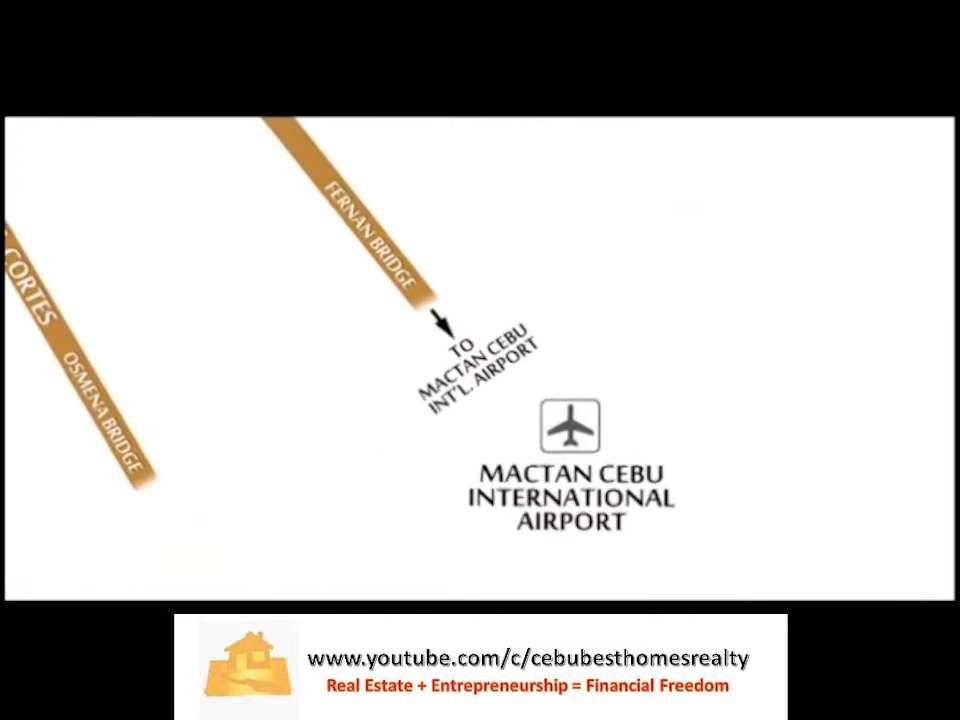 FERNAN BRIDGE
CORTES
OSMENA BRIDGE
TO
MACTAN CEBU
INT'L. AIRPORT
MACTAN CEBU
INTERNATIONAL
AIRPORT
www.youtube.com/c/cebubesthomesrealty
Real Estate + Entrepreneurship = Financial Freedom